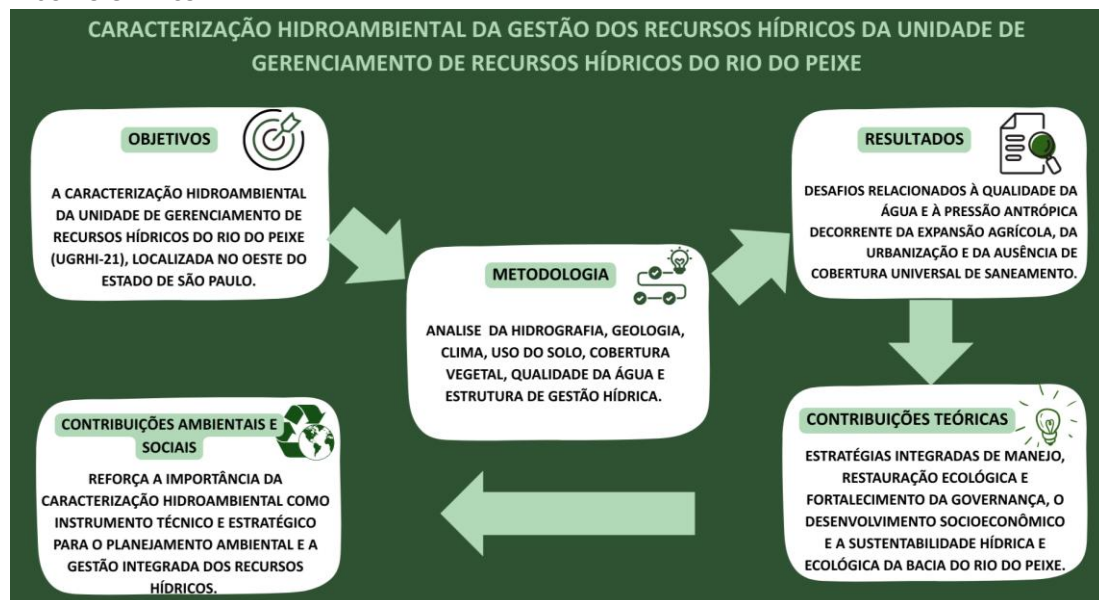 CARACTERIZAÇÃO HIDROAMBIENTAL DA GESTÃO DOS RECURSOS HÍDRICOS DA UNIDADE DE
GERENCIAMENTO DE RECURSOS HÍDRICOS DO RIO DO PEIXE
OBJETIVOS
A CARACTERIZAÇÃO HIDROAMBIENTAL
DA UNIDADE DE GERENCIAMENTO DE
RECURSOS HÍDRICOS DO RIO DO PEIXE
(UGRHI-21), LOCALIZADA NO OESTE DO
ESTADO DE SÃO PAULO.
METODOLOGIA
ANALISE DA HIDROGRAFIA, GEOLOGIA,
CLIMA, USO DO SOLO, COBERTURA
VEGETAL, QUALIDADE DA ÁGUA E
ESTRUTURA DE GESTÃO HÍDRICA.
RESULTADOS
DESAFIOS RELACIONADOS À QUALIDADE DA
ÁGUA E À PRESSÃO ANTRÓPICA
DECORRENTE DA EXPANSÃO AGRÍCOLA, DA
URBANIZAÇÃO E DA AUSÊNCIA DE
COBERTURA UNIVERSAL DE SANEAMENTO.
CONTRIBUIÇÕES TEÓRICAS
ESTRATÉGIAS INTEGRADAS DE MANEJO,
RESTAURAÇÃO ECOLÓGICA E
FORTALECIMENTO DA GOVERNANÇA, O
DESENVOLVIMENTO SOCIOECONÔMICO
E A SUSTENTABILIDADE HÍDRICA E
ECOLÓGICA DA BACIA DO RIO DO PEIXE.
CONTRIBUIÇÕES AMBIENTAIS E
SOCIAIS
REFORÇA A IMPORTÂNCIA DA
CARACTERIZAÇÃO HIDROAMBIENTAL COMO
INSTRUMENTO TÉCNICO E ESTRATÉGICO
PARA O PLANEJAMENTO AMBIENTAL E A
GESTÃO INTEGRADA DOS RECURSOS
HÍDRICOS.